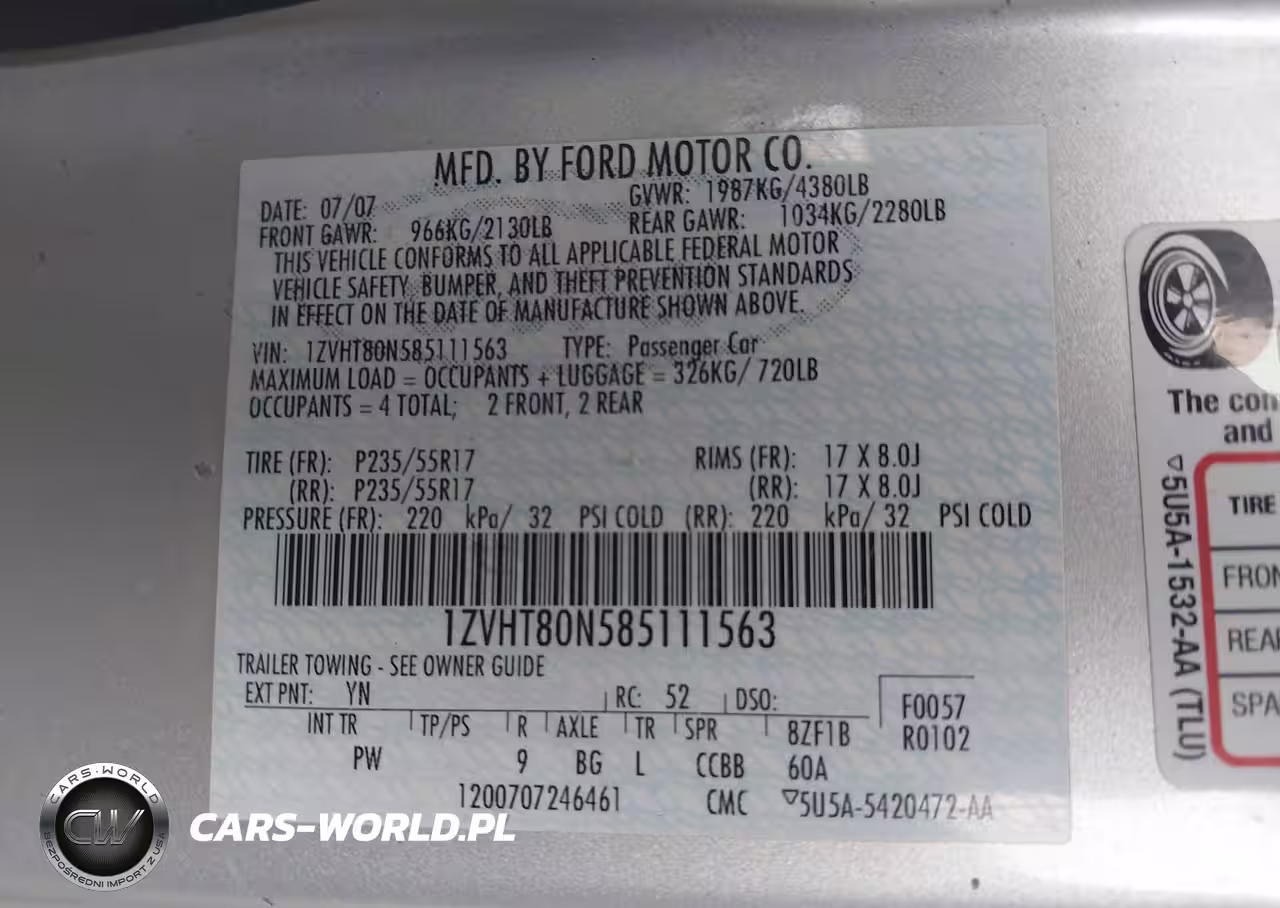 MFD. BY FORD MOTOR CO.
DATE: 07/07 GVWR: 1987KG/4380LB
FRONT GAWR: 966KG/2130LB REAR GAWR: 1034KG/2280LB
THIS VEHICLE CONFORMS TO ALL APPLICABLE FEDERAL MOTOR
VEHICLE SAFETY, BUMPER, AND THEFT PREVENTION STANDARDS
IN EFFECT ON THE DATE OF MANUFACTURE SHOWN ABOVE.
VIN: 1ZVHT80N585111563 TYPE: Passenger Car
MAXIMUM LOAD = OCCUPANTS + LUGGAGE = 326KG/ 720LB
OCCUPANTS = 4 TOTAL; 2 FRONT, 2 REAR
TIRE (FR): P235/55R17 RIMS (FR): 17 X 8.0J
(RR): P235/55R17 (RR): 17 X 8.0J
PRESSURE (FR): 220 kPa/ 32 PSI COLD (RR): 220 kPa/ 32 PSI COLD
1ZVHT80N585111563
TRAILER TOWING - SEE OWNER GUIDE
EXT PNT: YN RC: 52 DSO: F0057
INT TR TP/PS R AXLE TR SPR 8ZF1B R0102
PW 9 BG L CCBB 60A
1200707246461 CMC ▽5U5A-5420472-AA
The con
and
TIRE
FRON
REA
SPA
▽5U5A-1532-AA (TLU)
CARS-WORLD
CW
BEZPOŚREDNI IMPORT Z USA
CARS-WORLD.PL